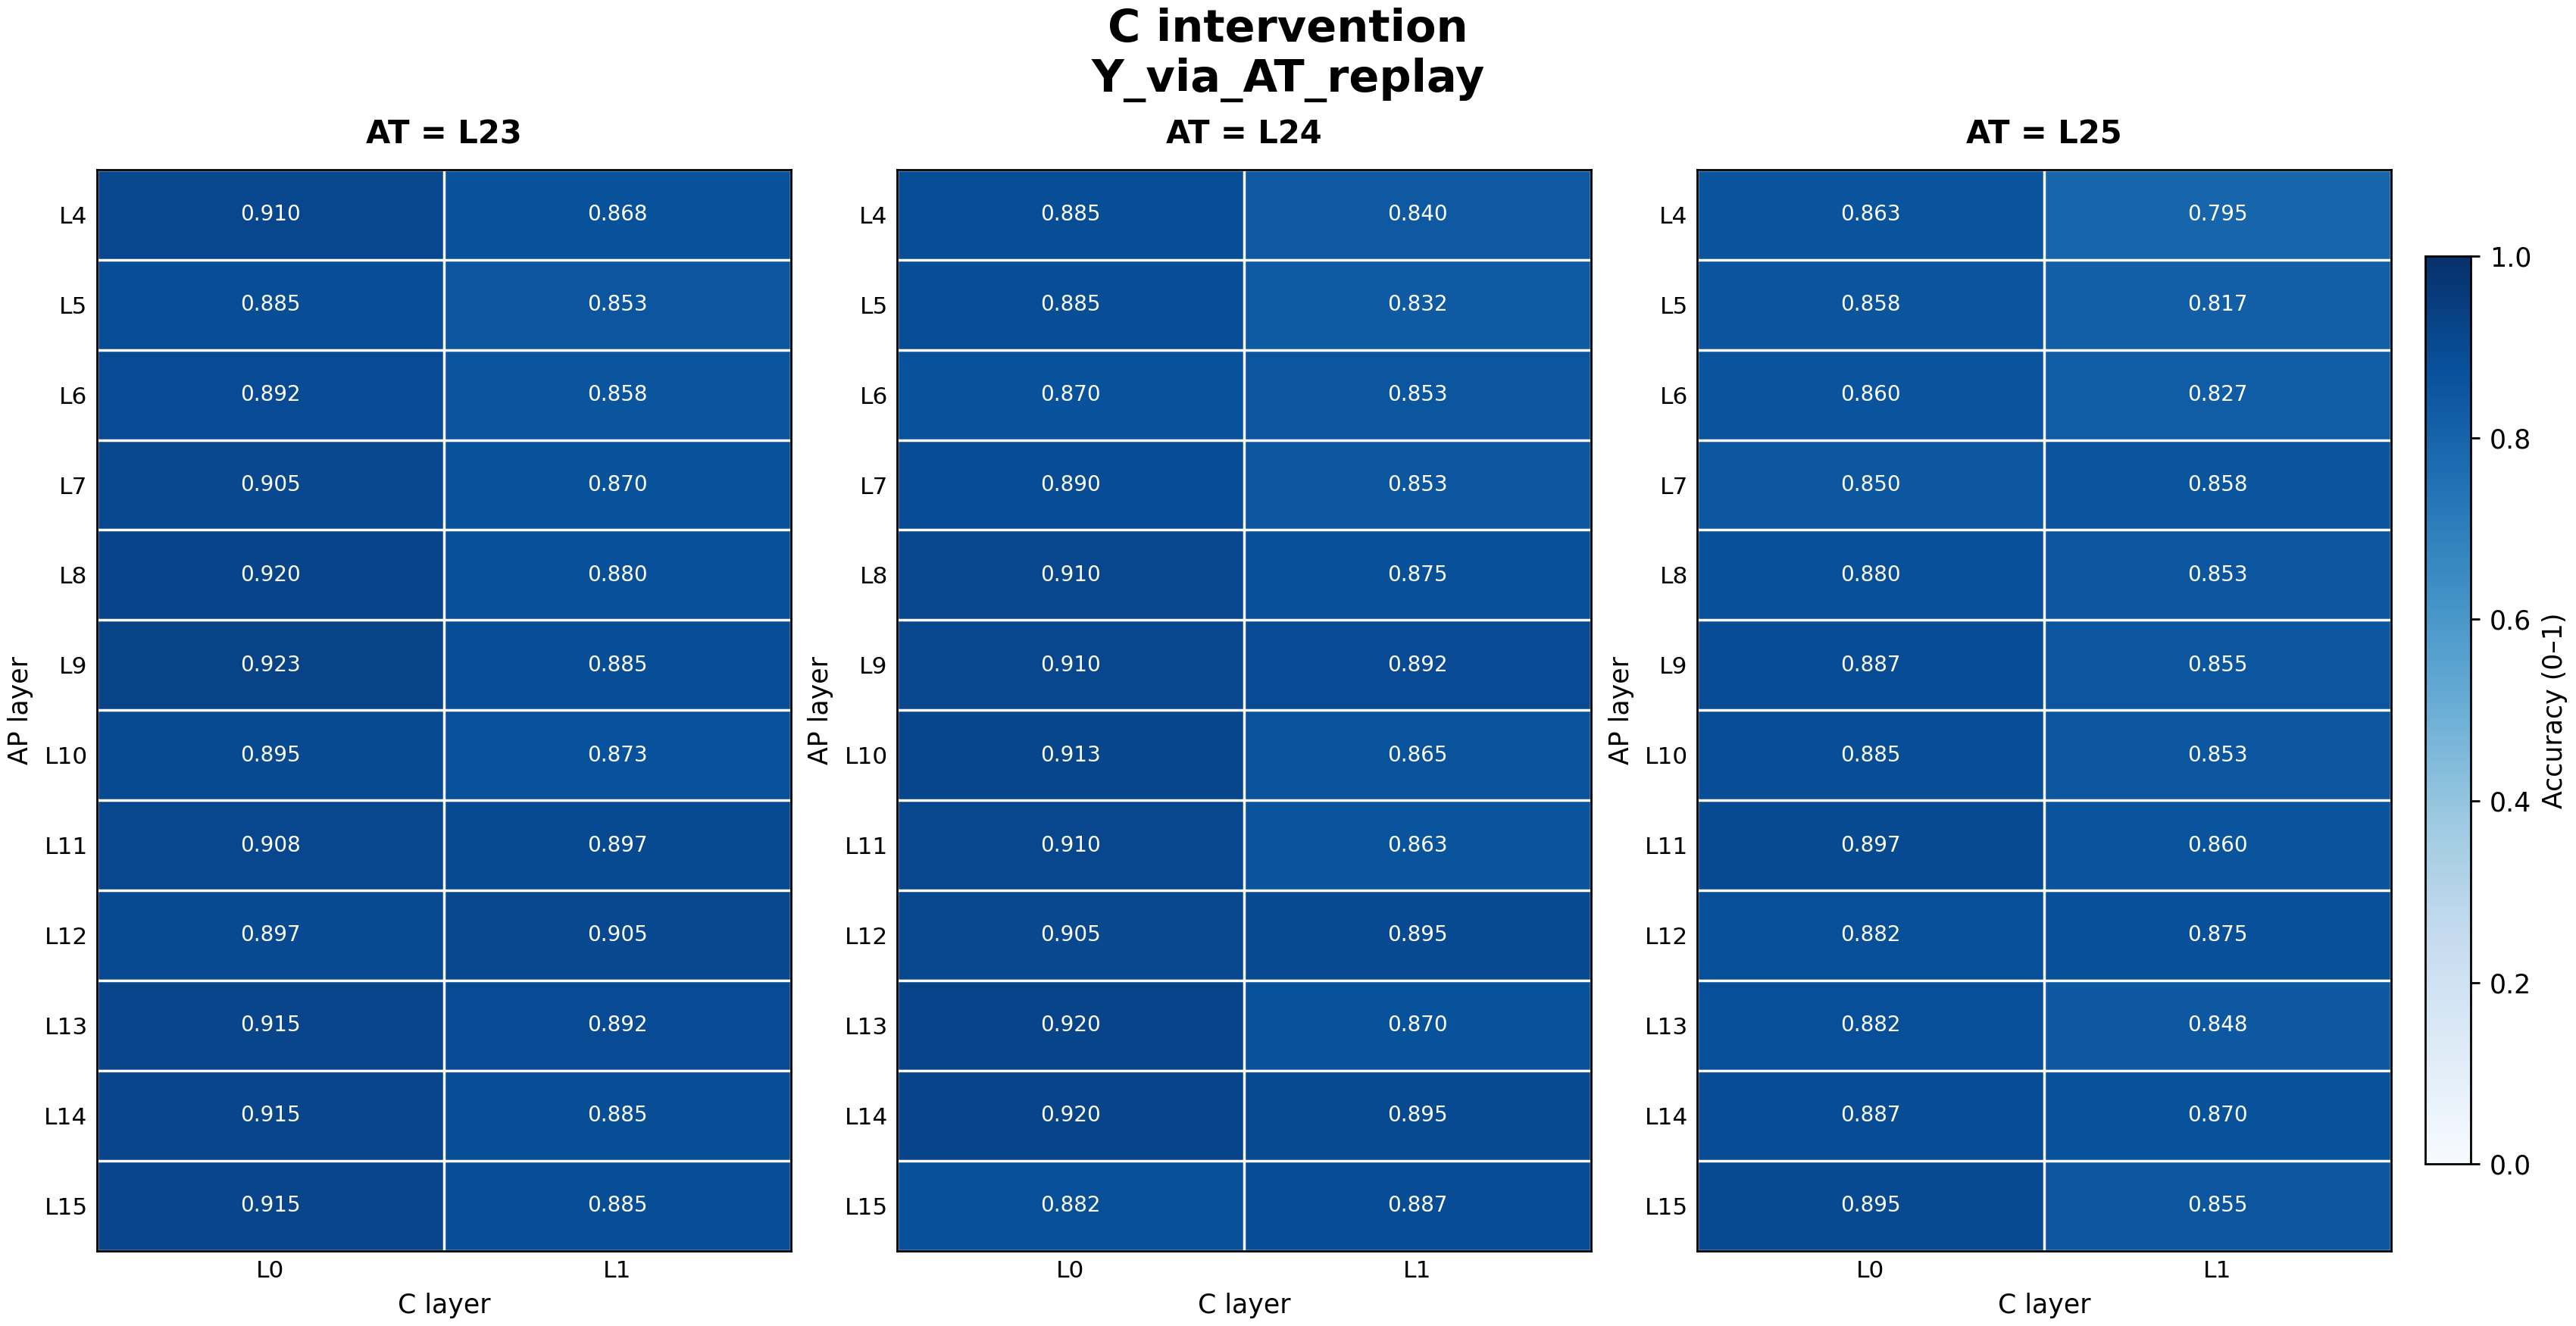 C intervention
Y_via_AT_replay
AT = L23
AP layer
L4 0.910 0.868
L5 0.885 0.853
L6 0.892 0.858
L7 0.905 0.870
L8 0.920 0.880
L9 0.923 0.885
L10 0.895 0.873
L11 0.908 0.897
L12 0.897 0.905
L13 0.915 0.892
L14 0.915 0.885
L15 0.915 0.885
L0 L1
C layer
AT = L24
AP layer
L4 0.885 0.840
L5 0.885 0.832
L6 0.870 0.853
L7 0.890 0.853
L8 0.910 0.875
L9 0.910 0.892
L10 0.913 0.865
L11 0.910 0.863
L12 0.905 0.895
L13 0.920 0.870
L14 0.920 0.895
L15 0.882 0.887
L0 L1
C layer
AT = L25
AP layer
L4 0.863 0.795
L5 0.858 0.817
L6 0.860 0.827
L7 0.850 0.858
L8 0.880 0.853
L9 0.887 0.855
L10 0.885 0.853
L11 0.897 0.860
L12 0.882 0.875
L13 0.882 0.848
L14 0.887 0.870
L15 0.895 0.855
L0 L1
C layer
1.0
0.8
0.6
0.4
0.2
0.0
Accuracy (0–1)